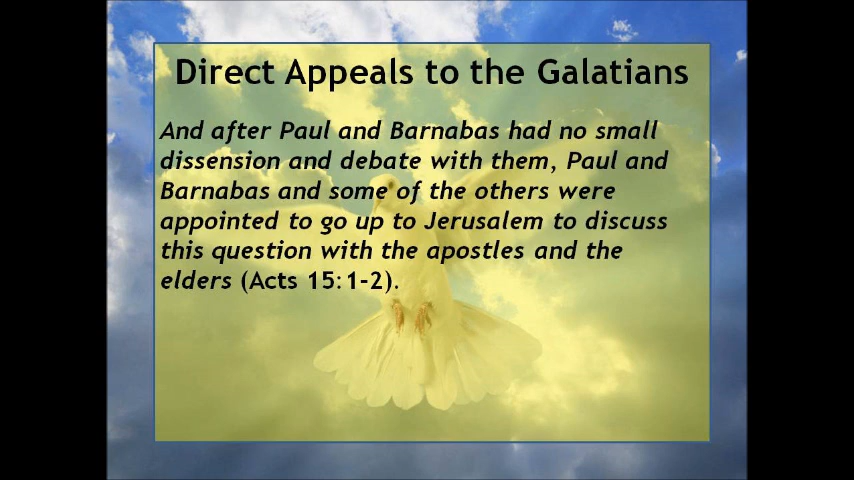 Direct Appeals to the Galatians
And after Paul and Barnabas had no small
dissension and debate with them, Paul and
Barnabas and some of the others were
appointed to go up to Jerusalem to discuss
this question with the apostles and the
elders (Acts 15:1-2).